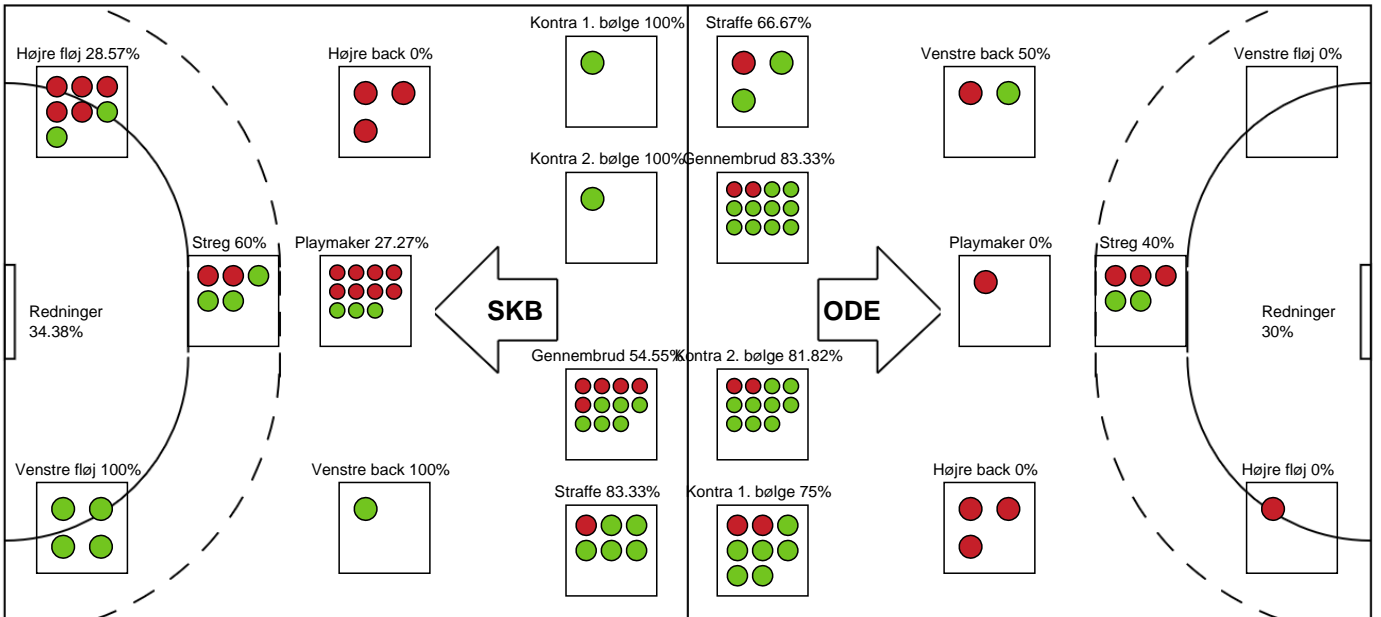 Kontra 1. bølge 100%
Straffe 66.67%
Højre fløj 28.57%
Højre back 0%
Venstre back 50%
Venstre fløj 0%
Kontra 2. bølge 100%
Gennembrud 83.33%
Streg 60%
Playmaker 27.27%
Playmaker 0%
Streg 40%
Redninger
34.38%
SKB
ODE
Redninger
30%
Gennembrud 54.55%
Kontra 2. bølge 81.82%
Venstre fløj 100%
Venstre back 100%
Højre back 0%
Højre fløj 0%
Straffe 83.33%
Kontra 1. bølge 75%